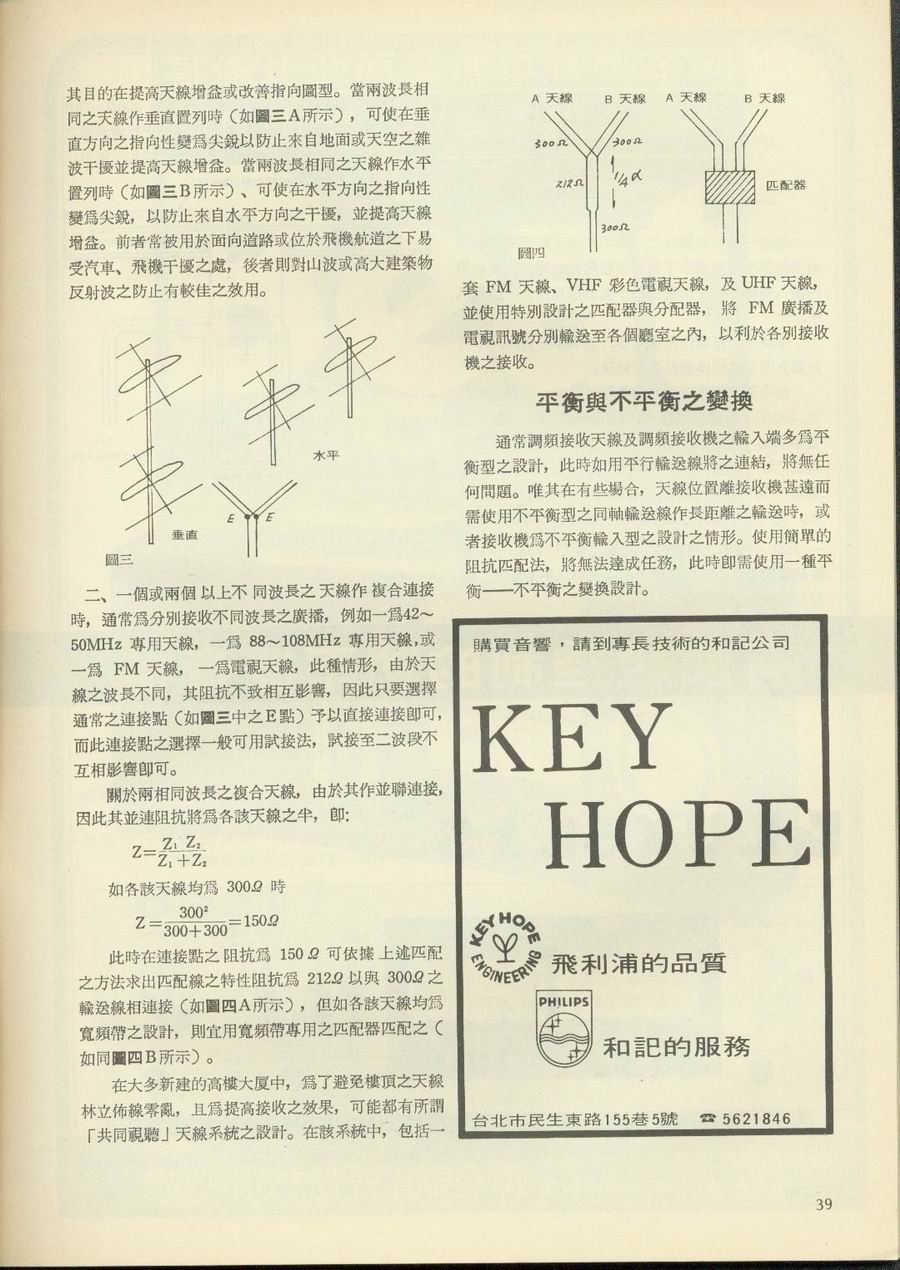 其目的在提高天線增益或改善指向圖型。當兩波長相
同之天線作垂直置列時（如圖三A所示），可使在垂
直方向之指向性變爲尖銳以防止來自地面或天空之雜
波干擾並提高天線增益。當兩波長相同之天線作水平
置列時（如圖三B所示）、可使在水平方向之指向性
變爲尖銳，以防止來自水平方向之干擾，並提高天線
增益。前者常被用於面向道路或位於飛機航道之下易
受汽車、飛機干擾之處，後者則對山波或高大建築物
反射波之防止有較佳之效用。
水平
E E
垂直
圖三
二、一個或兩個以上不同波長之天線作複合連接
時，通常爲分別接收不同波長之廣播，例如一爲42～
50MHz 專用天線，一爲 88～108MHz 專用天線,或
一爲 FM 天線，一爲電視天線，此種情形，由於天
線之波長不同，其阻抗不致相互影響，因此只要選擇
通常之連接點（如圖三中之E點）予以直接連接卽可，
而此連接點之選擇一般可用試接法，試接至二波段不
互相影響卽可。
關於兩相同波長之複合天線，由於其作並聯連接，
因此其並連阻抗將爲各該天線之半，卽:
Z=Z₁ Z₂/Z₁+Z₂
如各該天線均爲 300Ω 時
Z=300²/300+300=150Ω
此時在連接點之阻抗爲 150Ω 可依據上述匹配
之方法求出匹配線之特性阻抗爲 212Ω 以與 300Ω 之
輸送線相連接（如圖四A所示），但如各該天線均爲
寬頻帶之設計，則宜用寬頻帶專用之匹配器匹配之（
如同圖四B所示）。
在大多新建的高樓大厦中，爲了避免樓頂之天線
林立佈線零亂，且爲提高接收之效果，可能都有所謂
「共同視聽」天線系統之設計。在該系統中，包括一
A 天線 B 天線 A 天線 B 天線
300Ω 300Ω
212Ω 1/4α
匹配器
300Ω
圖四
套 FM 天線、VHF 彩色電視天線，及 UHF 天線，
並使用特別設計之匹配器與分配器，將 FM 廣播及
電視訊號分別輸送至各個廳室之內，以利於各別接收
機之接收。
平衡與不平衡之變換
通常調頻接收天線及調頻接收機之輸入端多爲平
衡型之設計，此時如用平行輸送線將之連結，將無任
何問題。唯其在有些場合，天線位置離接收機甚遠而
需使用不平衡型之同軸輸送線作長距離之輸送時，或
者接收機爲不平衡輸入型之設計之情形。使用簡單的
阻抗匹配法，將無法達成任務，此時卽需使用一種平
衡——不平衡之變換設計。
購買音響，請到專長技術的和記公司
KEY
HOPE
KEY HOPE ENGINEERING
飛利浦的品質
PHILIPS
和記的服務
台北市民生東路155巷5號 ☎ 5621846
39